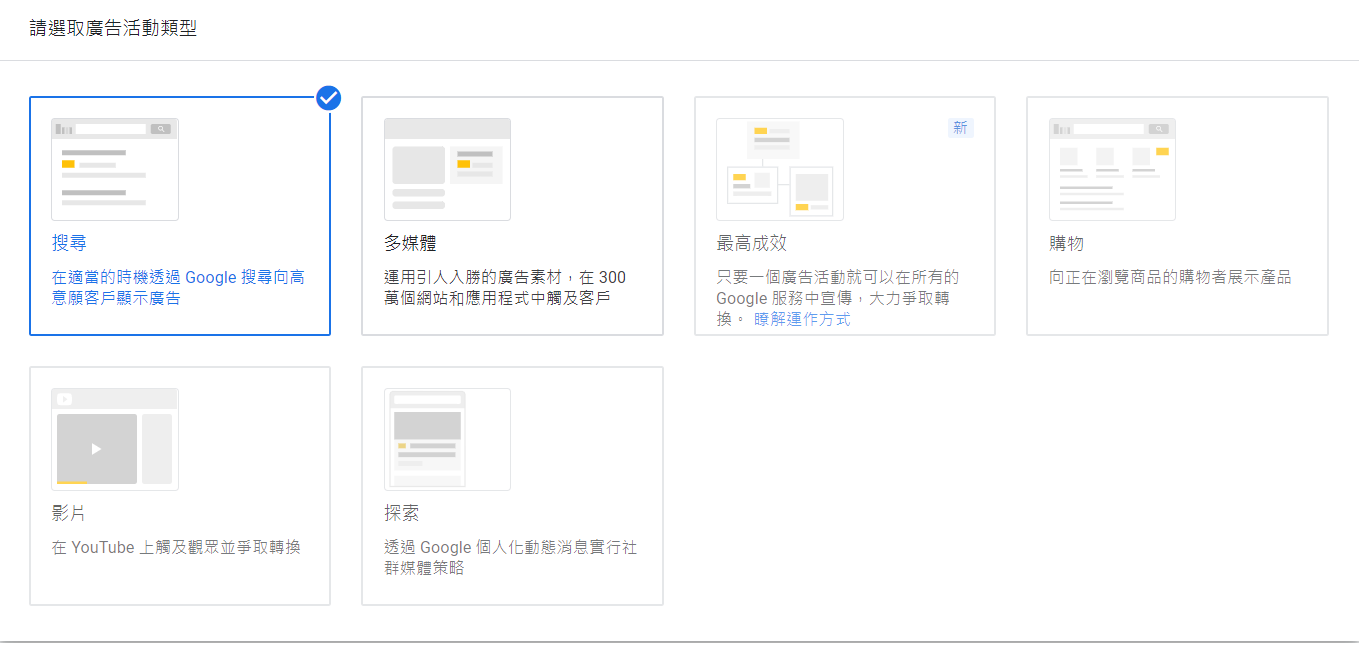 請選取廣告活動類型
搜尋
在適當的時機透過 Google 搜尋向高
意願客戶顯示廣告
多媒體
運用引人入勝的廣告素材，在 300
萬個網站和應用程式中觸及客戶
新
最高成效
只要一個廣告活動就可以在所有的
Google 服務中宣傳，大力爭取轉
換。 瞭解運作方式
購物
向正在瀏覽商品的購物者展示產品
影片
在 YouTube 上觸及觀眾並爭取轉換
探索
透過 Google 個人化動態消息實行社
群媒體策略